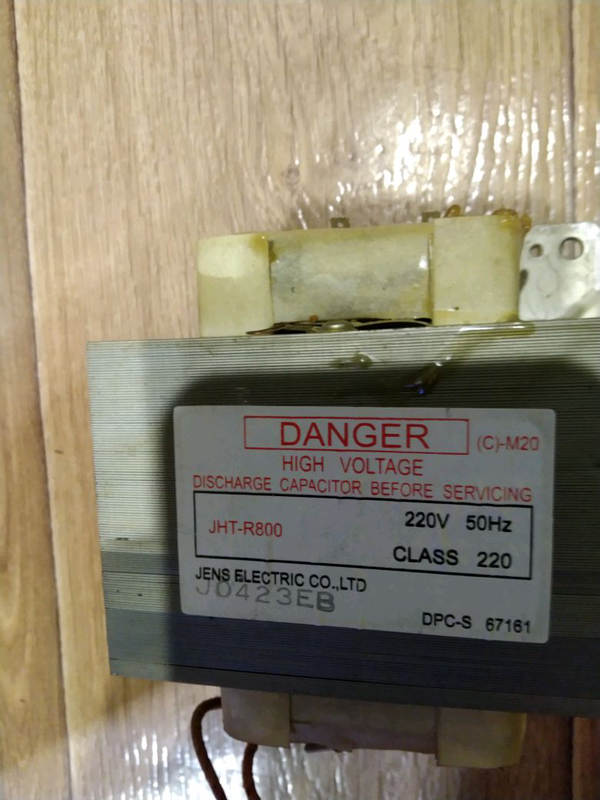 DANGER
(C)-M20
HIGH VOLTAGE
DISCHARGE CAPACITOR BEFORE SERVICING
JHT-R800
220V 50Hz
CLASS 220
JENS ELECTRIC CO.,LTD
J0423EB
DPC-S 67161